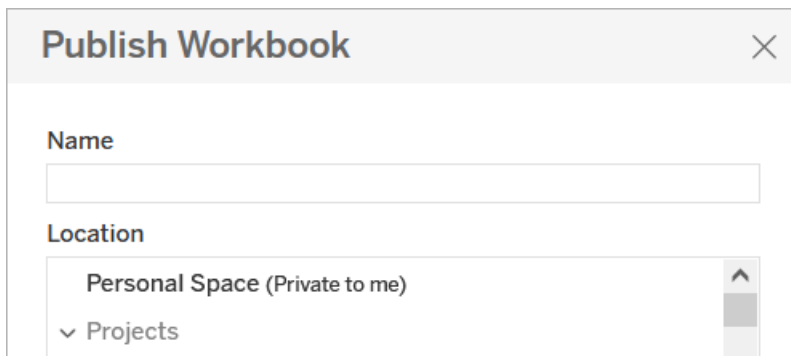 Publish Workbook
Name
Location
Personal Space (Private to me)
Projects